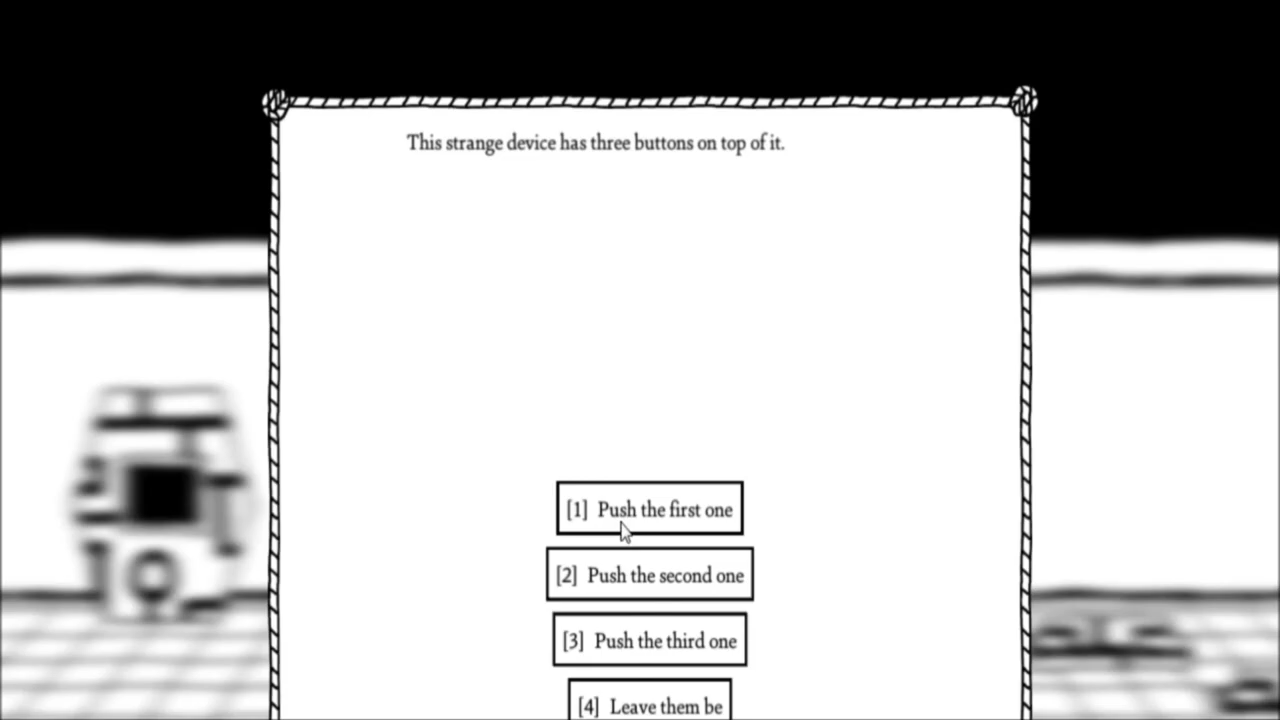 This strange device has three buttons on top of it.
[1] Push the first one
[2] Push the second one
[3] Push the third one
[4] Leave them be